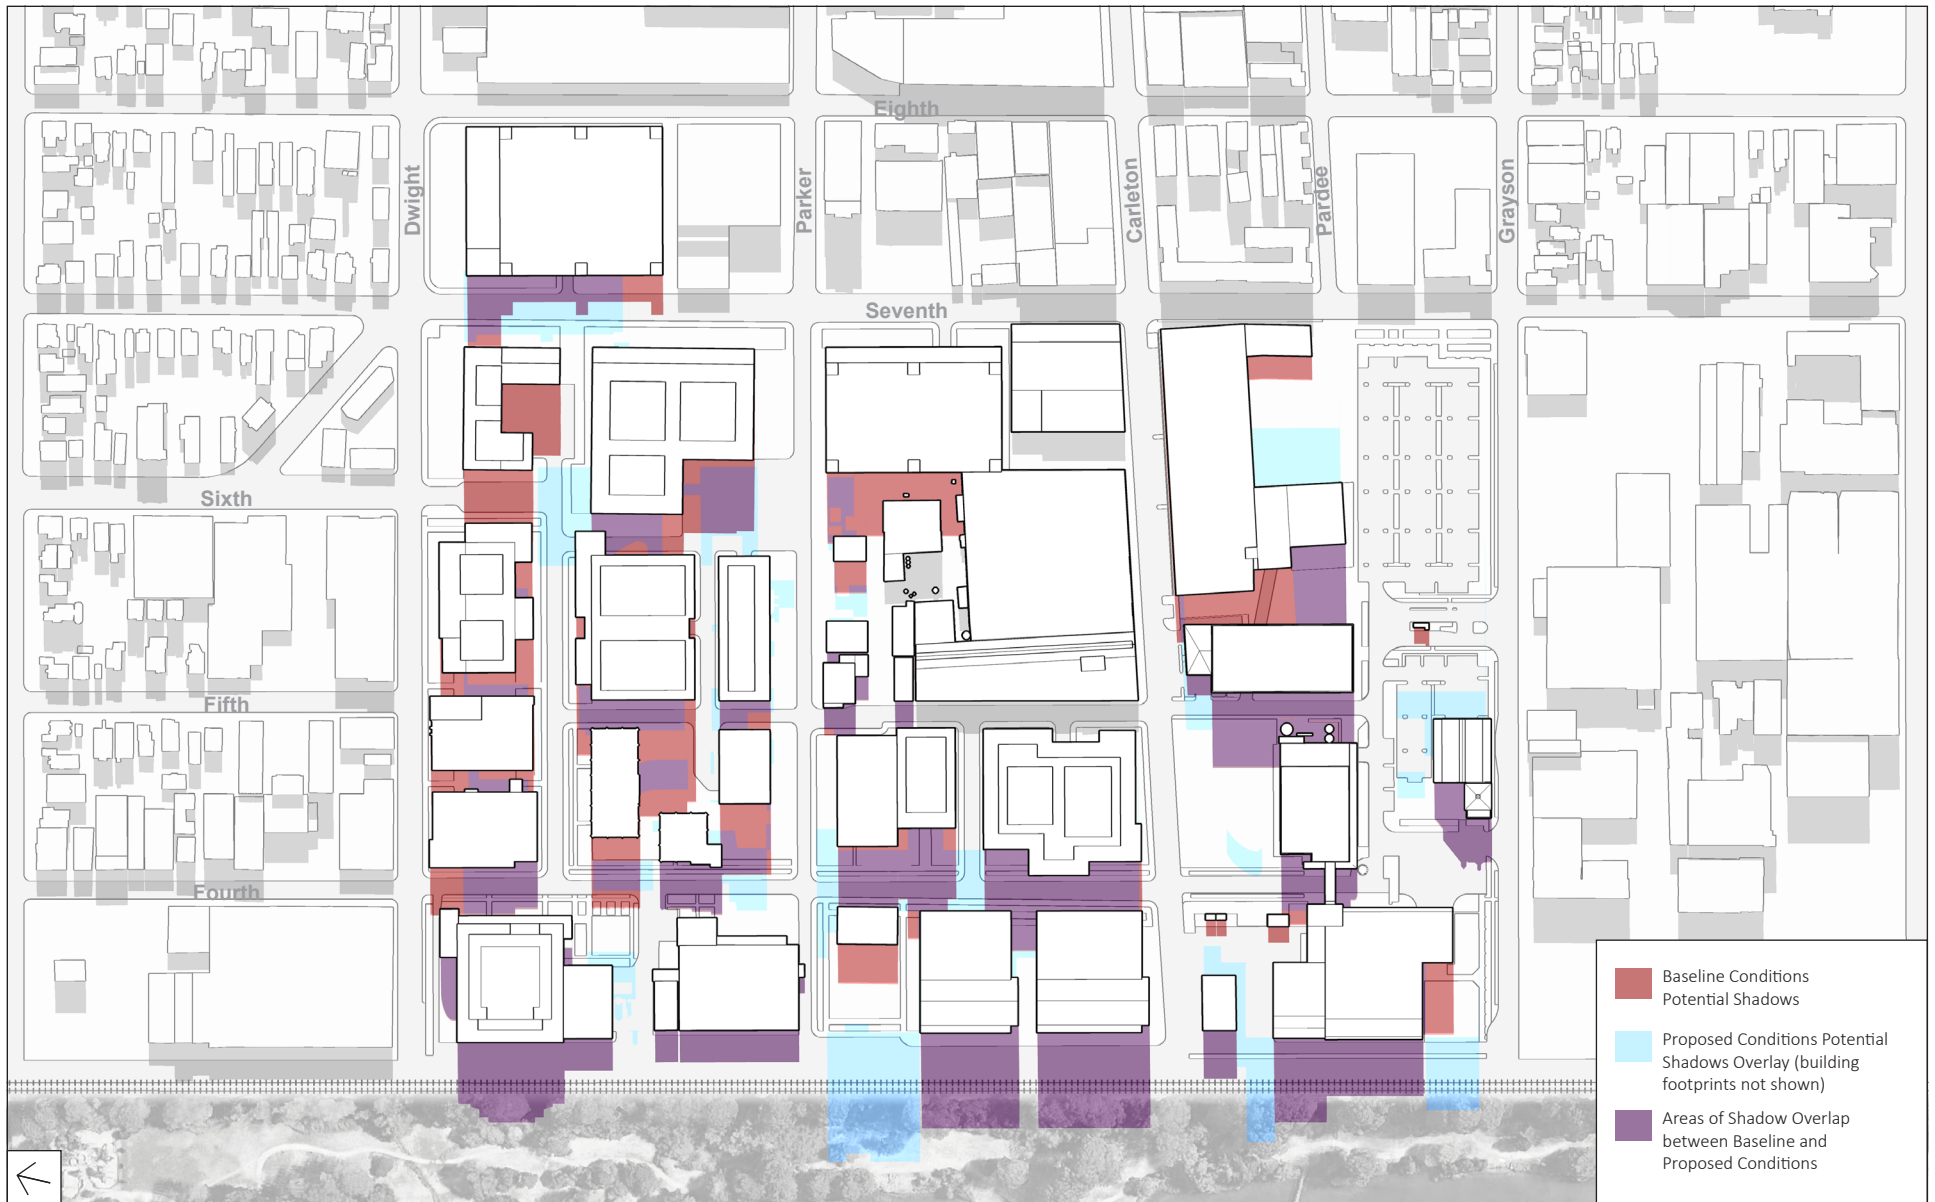 Eighth
Dwight
Parker
Carleton
Pardee
Grayson
Seventh
Sixth
Fifth
Fourth
Baseline Conditions
Potential Shadows
Proposed Conditions Potential
Shadows Overlay (building
footprints not shown)
Areas of Shadow Overlap
between Baseline and
Proposed Conditions